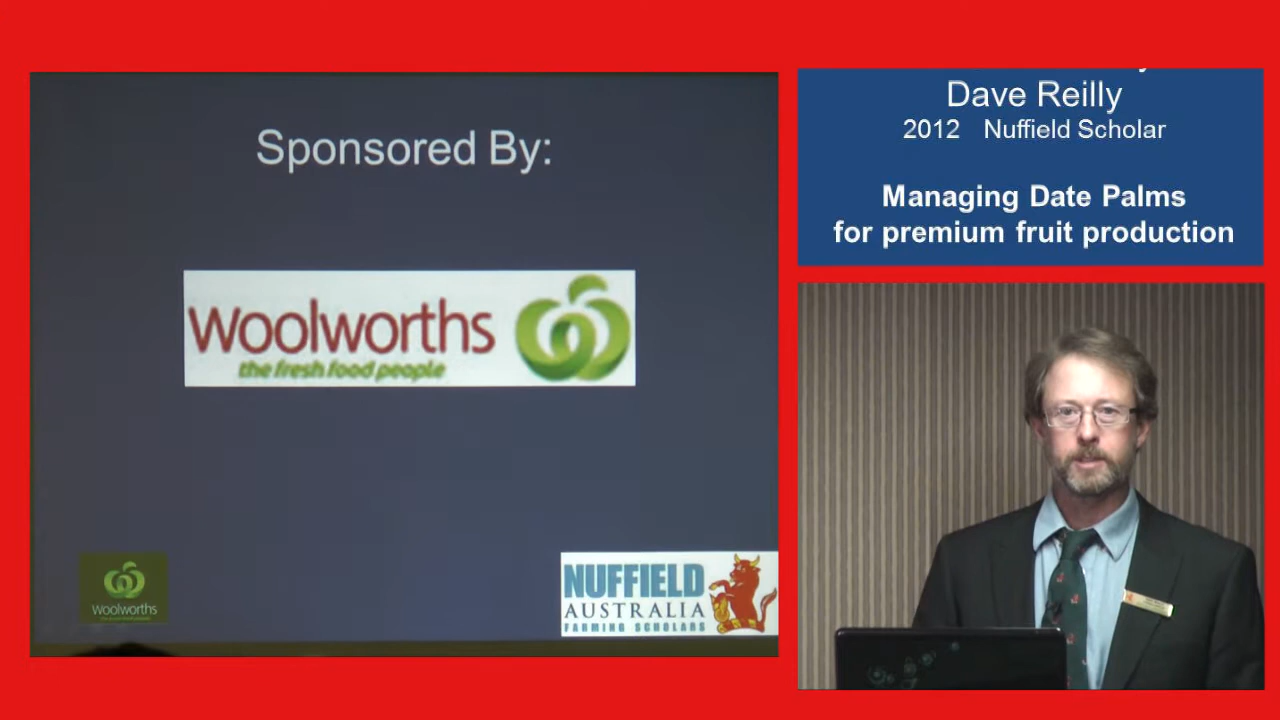 Sponsored By:
Woolworths
the fresh food people
Woolworths
NUFFIELD
AUSTRALIA
FARMING SCHOLARS
Dave Reilly
2012 Nuffield Scholar
Managing Date Palms
for premium fruit production